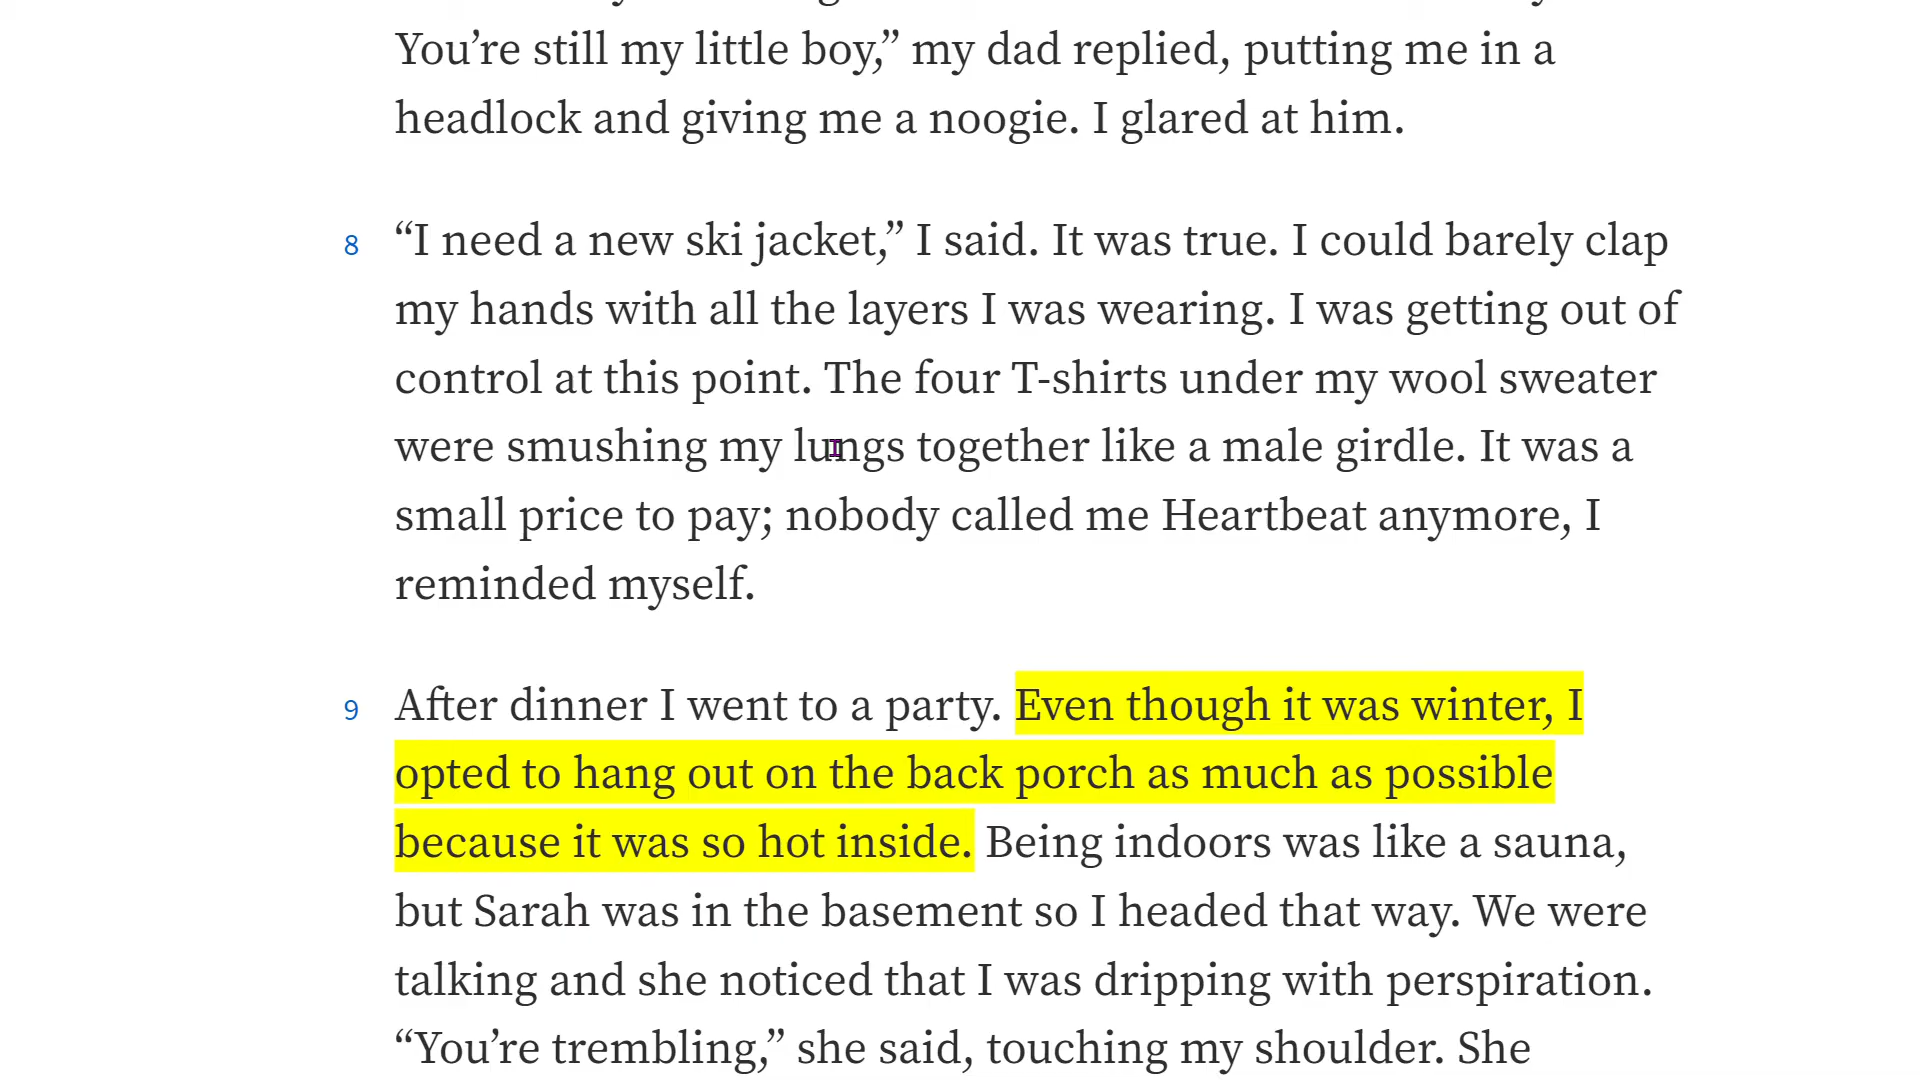 You’re still my little boy,” my dad replied, putting me in a
headlock and giving me a noogie. I glared at him.
8 “I need a new ski jacket,” I said. It was true. I could barely clap
my hands with all the layers I was wearing. I was getting out of
control at this point. The four T-shirts under my wool sweater
were smushing my lungs together like a male girdle. It was a
small price to pay; nobody called me Heartbeat anymore, I
reminded myself.
9 After dinner I went to a party. Even though it was winter, I
opted to hang out on the back porch as much as possible
because it was so hot inside. Being indoors was like a sauna,
but Sarah was in the basement so I headed that way. We were
talking and she noticed that I was dripping with perspiration.
“You’re trembling,” she said, touching my shoulder. She